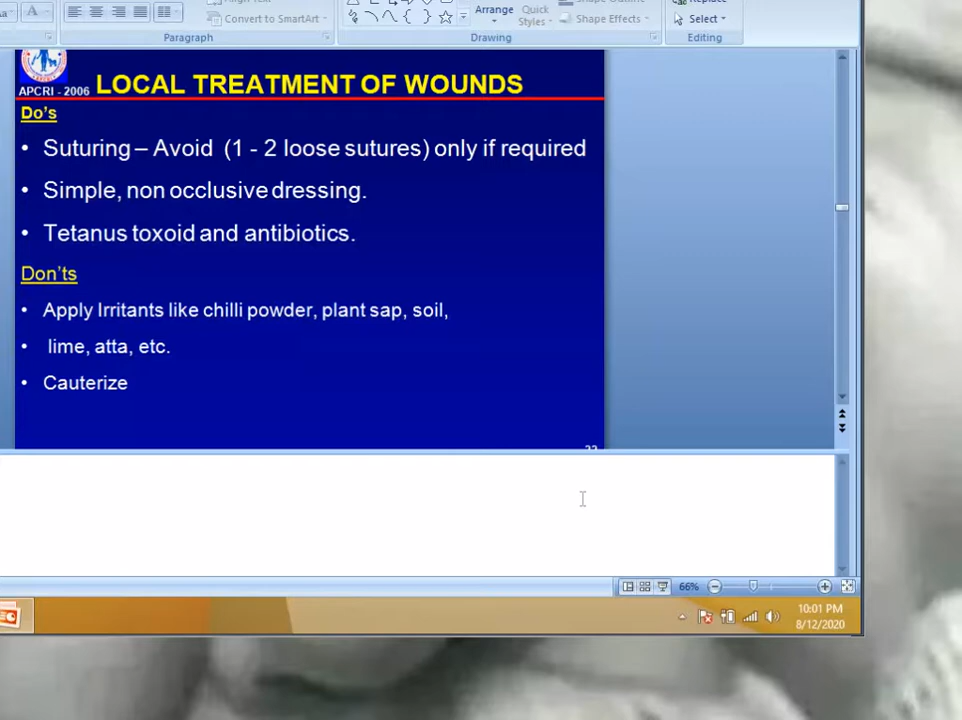 Convert to SmartArt
Arrange
Quick
Styles
Shape Effects
Select
Paragraph
Drawing
Editing
APCRI - 2006
LOCAL TREATMENT OF WOUNDS
Do's
• Suturing – Avoid (1 - 2 loose sutures) only if required
• Simple, non occlusive dressing.
• Tetanus toxoid and antibiotics.
Don'ts
• Apply Irritants like chilli powder, plant sap, soil,
• lime, atta, etc.
• Cauterize
66%
10:01 PM
8/12/2020